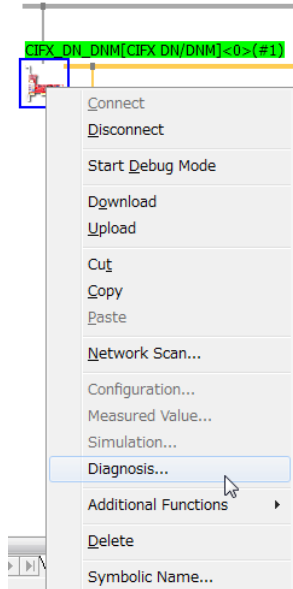 CIFX_DN_DNM[CIFX DN/DNM]<0>(#1)
Connect
Disconnect
Start Debug Mode
Download
Upload
Cut
Copy
Paste
Network Scan...
Configuration...
Measured Value...
Simulation...
Diagnosis...
Additional Functions
Delete
Symbolic Name...